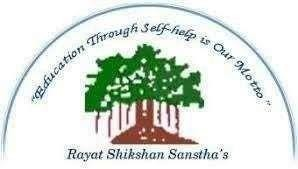 "Education Through Self-help is Our Motto"
Rayat Shikshan Sanstha's